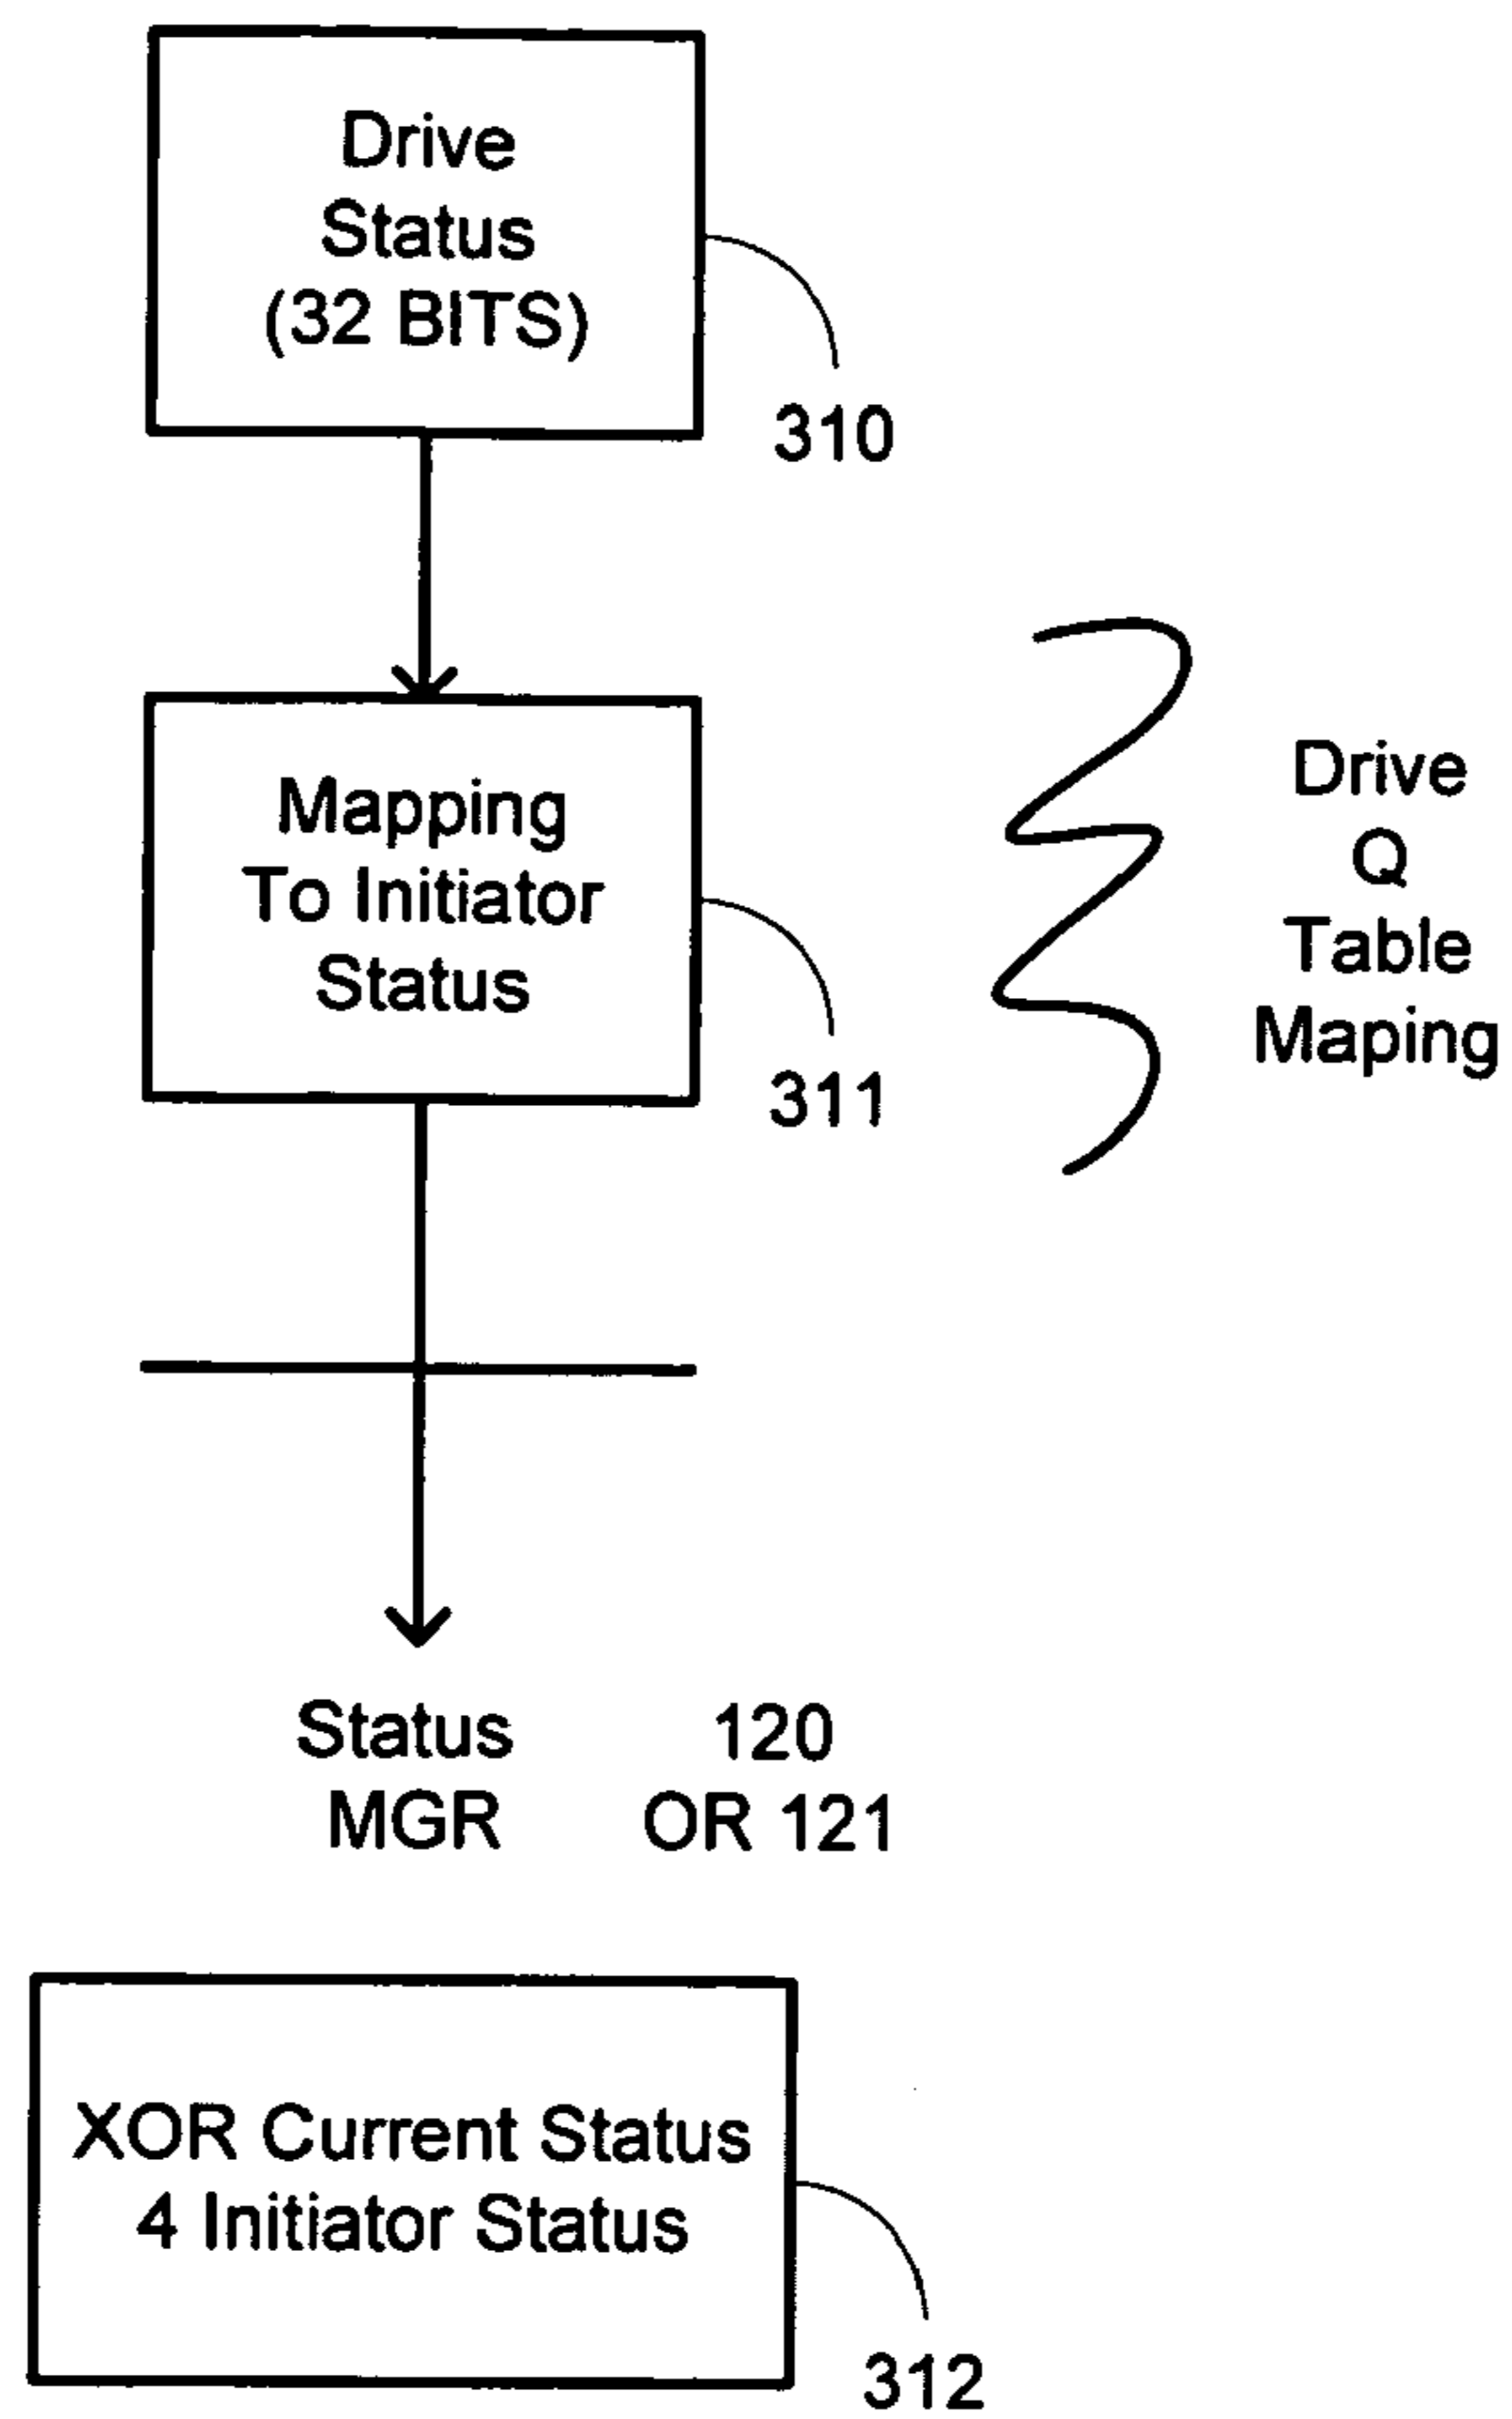 Drive
Status
(32 BITS)
310
Mapping
To Initiator
Status
311
Drive
Q
Table
Maping
Status 120
MGR OR 121
XOR Current Status
4 Initiator Status
312